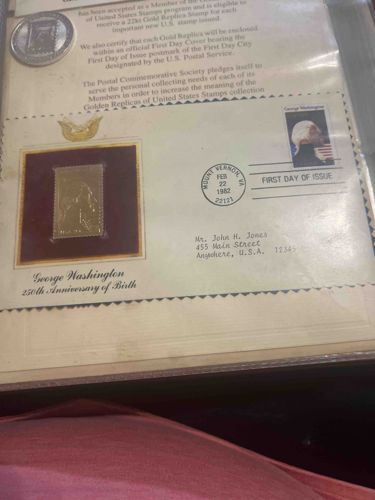 has been accepted as a Member of the
of United States Stamps program and is eligible to
receive a 22kt Gold Replica Stamp for each
important new U.S. stamp issued.
We also certify that each Gold Replica will be enclosed
within an official First Day Cover bearing the
First Day of Issue postmark of the First Day City
designated by the U.S. Postal Service.
The Postal Commemorative Society pledges itself to
serve the personal collecting needs of each of its
Members in order to increase the meaning of the
Golden Replicas of United States Stamps collection
George Washington
MOUNT VERNON, VA
FEB
22
1982
22121
FIRST DAY OF ISSUE
Mr. John H. Jones
455 Main Street
Anywhere, U.S.A. 12345
George Washington
250th Anniversary of Birth